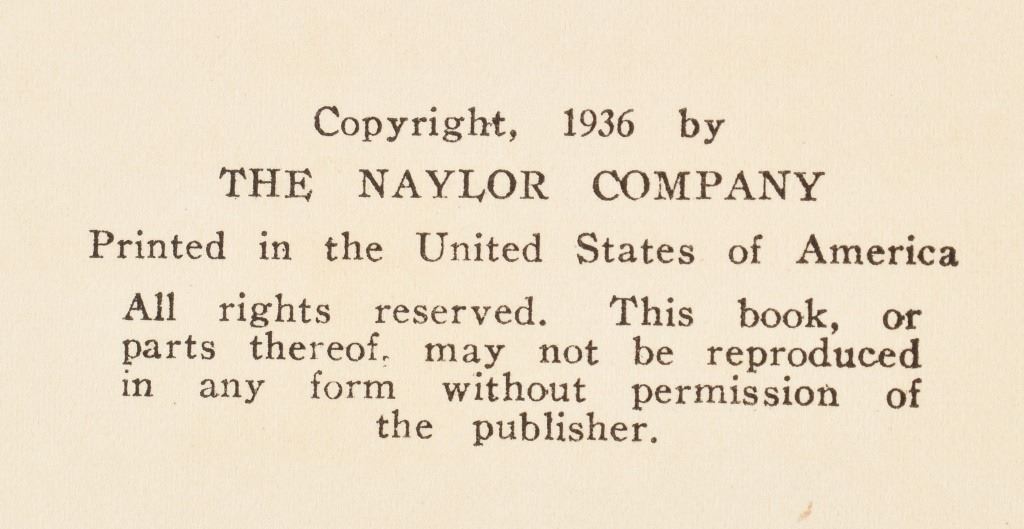 Copyright, 1936 by
THE NAYLOR COMPANY
Printed in the United States of America
All rights reserved. This book, or
parts thereof, may not be reproduced
in any form without permission of
the publisher.